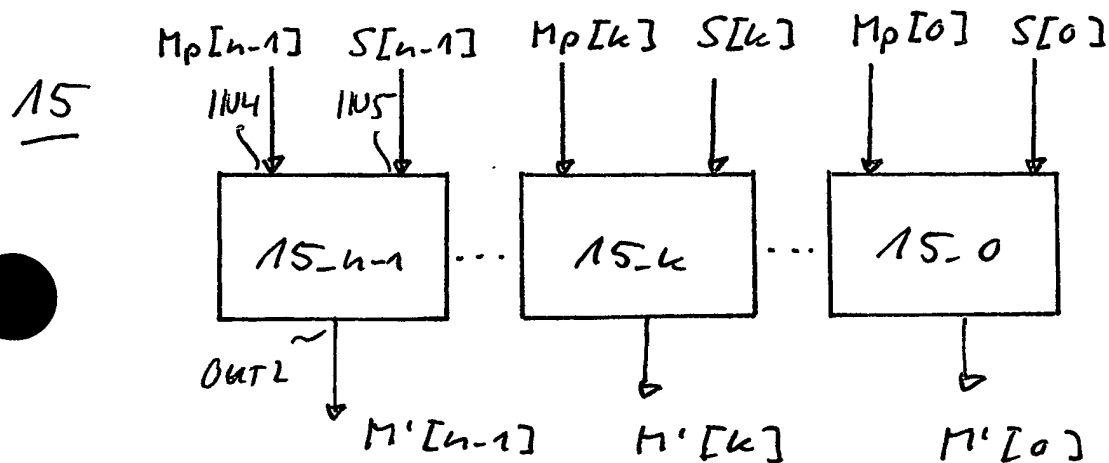 Mp[n-1] S[n-1] Mp[k] S[k] Mp[0] S[0]
15
IN4 IN5
15_n-1 ... 15_k ... 15_0
OUT2
M'[n-1] M'[k] M'[0]